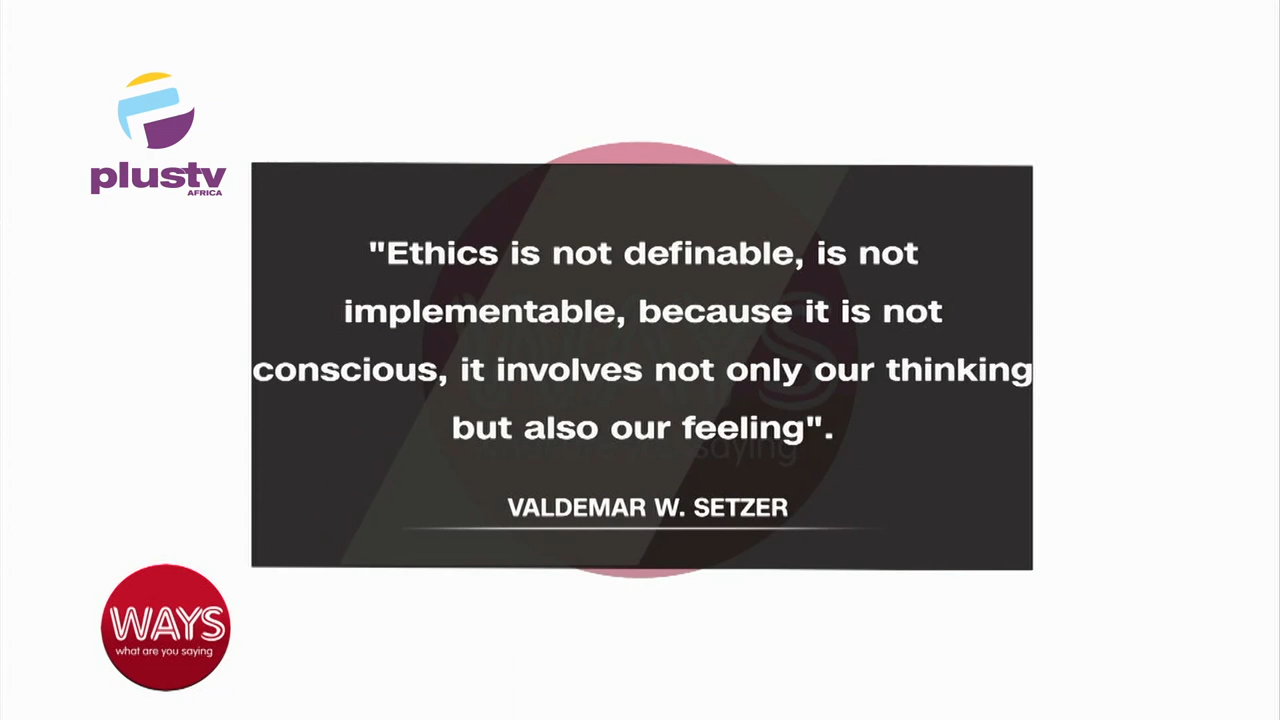 plustv
AFRICA
"Ethics is not definable, is not
implementable, because it is not
conscious, it involves not only our thinking
but also our feeling".
VALDEMAR W. SETZER
WAYS
what are you saying